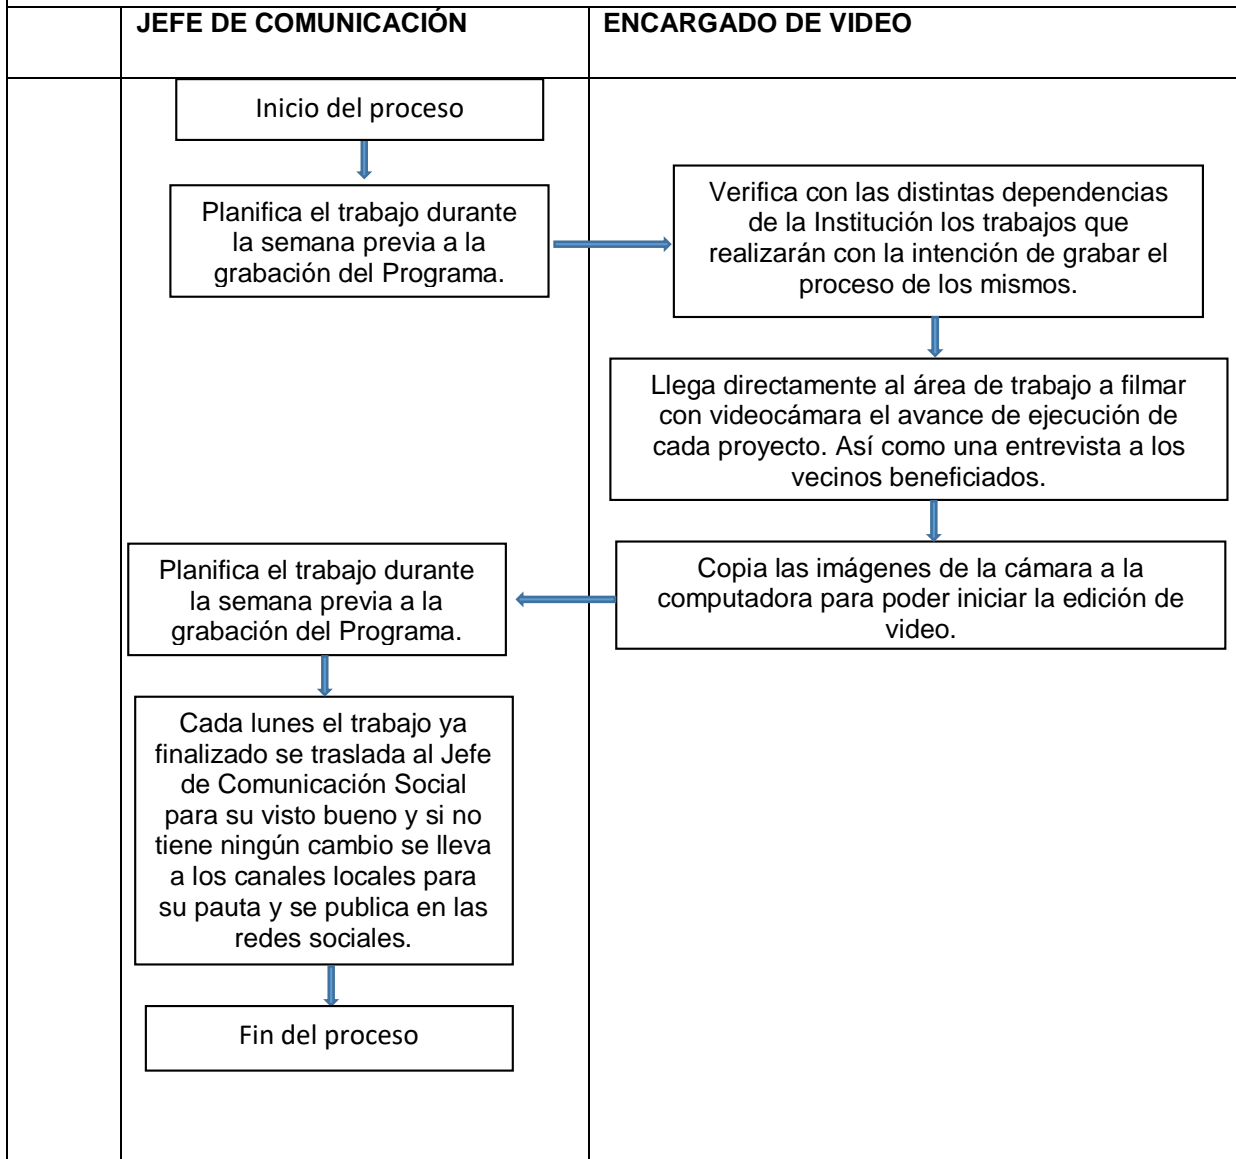 JEFE DE COMUNICACIÓN
ENCARGADO DE VIDEO
Inicio del proceso
Planifica el trabajo durante
la semana previa a la
grabación del Programa.
Verifica con las distintas dependencias
de la Institución los trabajos que
realizarán con la intención de grabar el
proceso de los mismos.
Llega directamente al área de trabajo a filmar
con videocámara el avance de ejecución de
cada proyecto. Así como una entrevista a los
vecinos beneficiados.
Copia las imágenes de la cámara a la
computadora para poder iniciar la edición de
video.
Planifica el trabajo durante
la semana previa a la
grabación del Programa.
Cada lunes el trabajo ya
finalizado se traslada al Jefe
de Comunicación Social
para su visto bueno y si no
tiene ningún cambio se lleva
a los canales locales para
su pauta y se publica en las
redes sociales.
Fin del proceso